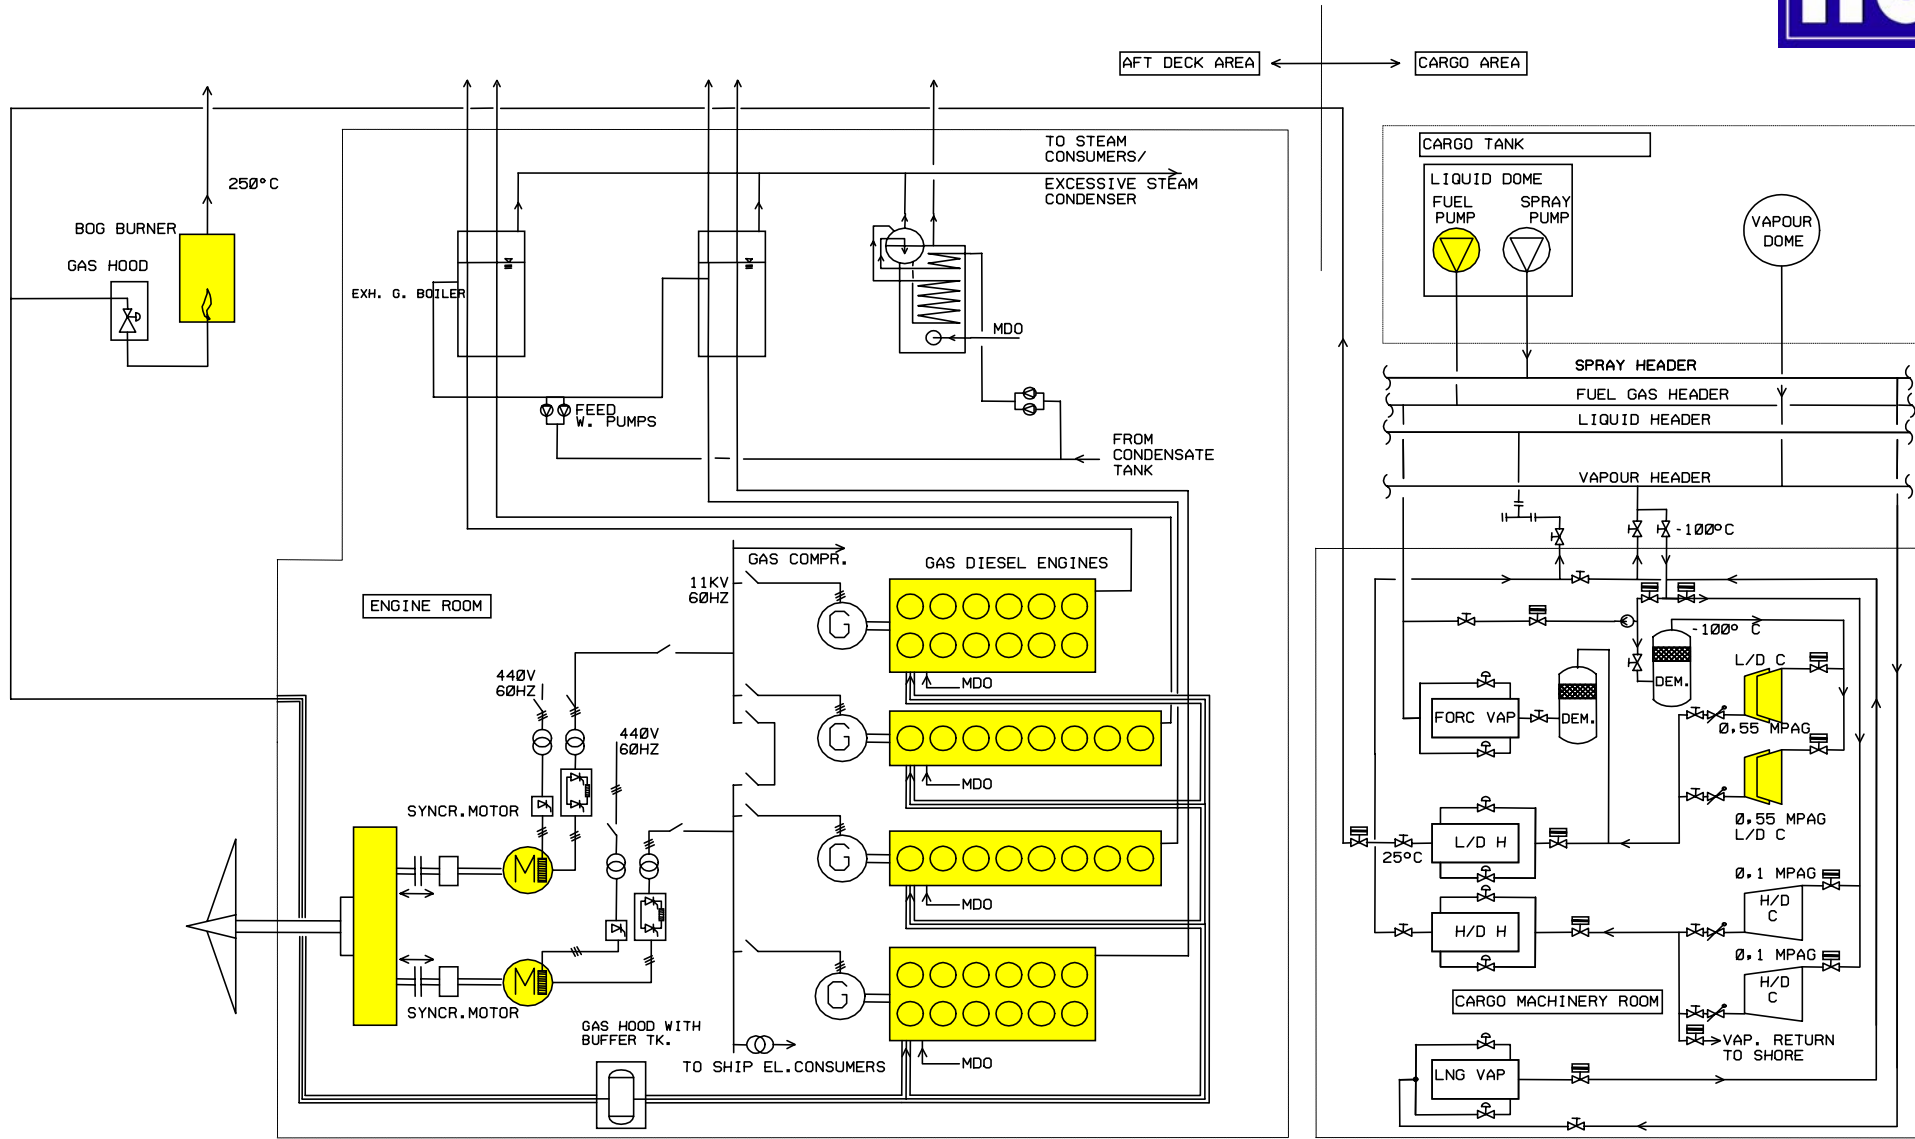 AFT DECK AREA
CARGO AREA
TO STEAM
CONSUMERS/
EXCESSIVE STEAM
CONDENSER
250°C
BOG BURNER
GAS HOOD
EXH. G. BOILER
MDO
FEED
W. PUMPS
FROM
CONDENSATE
TANK
CARGO TANK
LIQUID DOME
FUEL
PUMP
SPRAY
PUMP
VAPOUR
DOME
SPRAY HEADER
FUEL GAS HEADER
LIQUID HEADER
VAPOUR HEADER
-100°C
ENGINE ROOM
GAS COMPR.
11KV
60HZ
GAS DIESEL ENGINES
G
MDO
440V
60HZ
440V
60HZ
G
MDO
SYNCR.MOTOR
M
G
MDO
M
SYNCR.MOTOR
G
MDO
GAS HOOD WITH
BUFFER TK.
TO SHIP EL.CONSUMERS
-100° C
L/D C
DEM.
FORC VAP
DEM.
0.55 MPAG
0.55 MPAG
L/D C
L/D H
25°C
0.1 MPAG
H/D
C
H/D H
0.1 MPAG
H/D
C
CARGO MACHINERY ROOM
VAP. RETURN
TO SHORE
LNG VAP